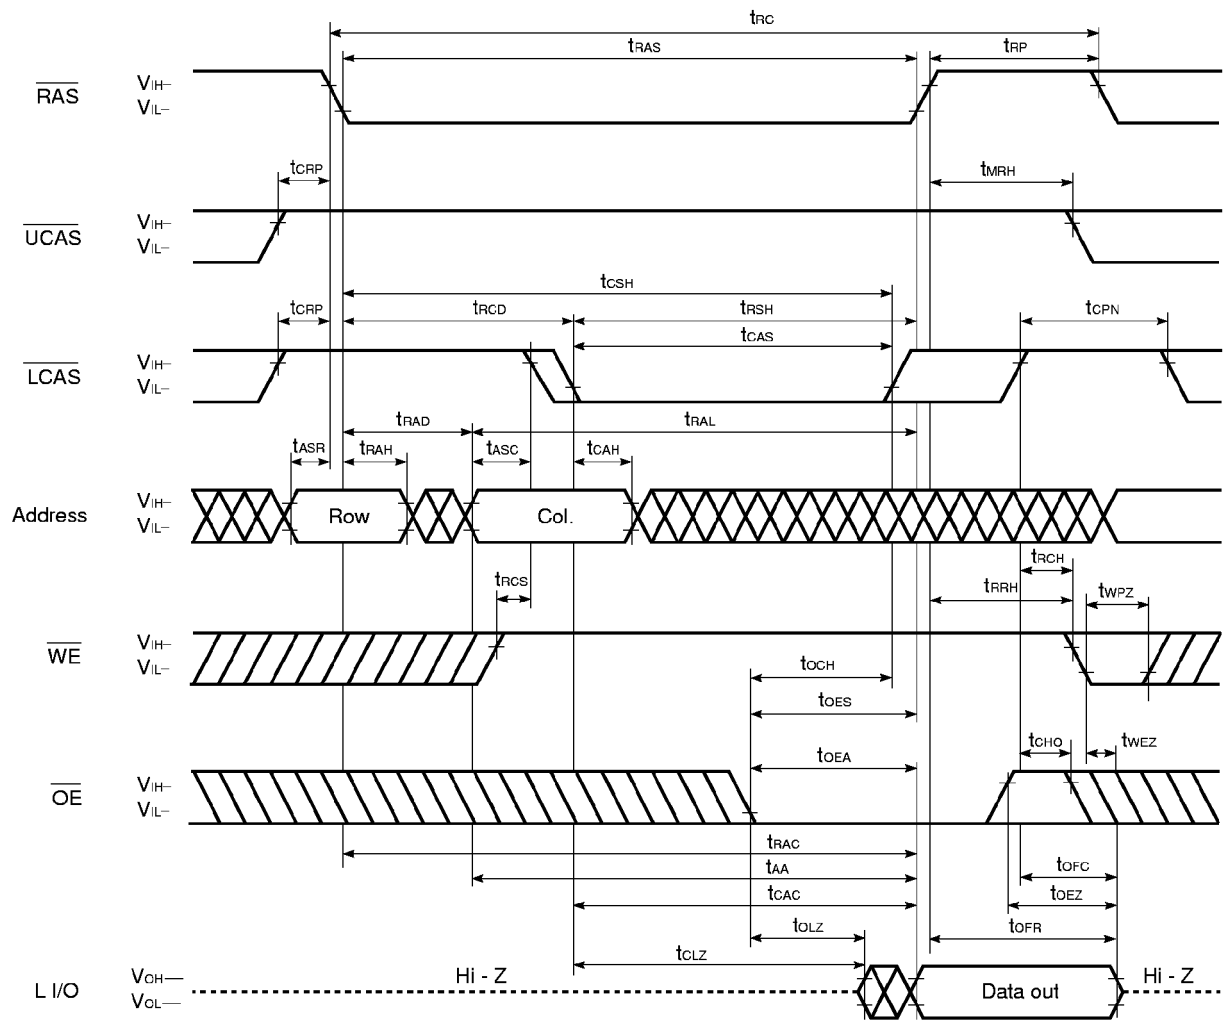 tRC
tRAS tRP
RAS VIH– VIL–
tCRP tMRH
UCAS VIH– VIL–
tCSH
tCRP tRCD tRSH tCPN
tCAS
LCAS VIH– VIL–
tRAD tRAL
tASR tRAH tASC tCAH
Address VIH– VIL– Row Col.
tRCH
tRCS tRRH tWPZ
WE VIH– VIL–
tOCH
tOES
tCHO tWEZ
tOEA
OE VIH– VIL–
tRAC
tAA tOFC
tCAC tOEZ
tOLZ tOFR
tCLZ
L I/O VOH— VOL— Hi - Z Data out Hi - Z